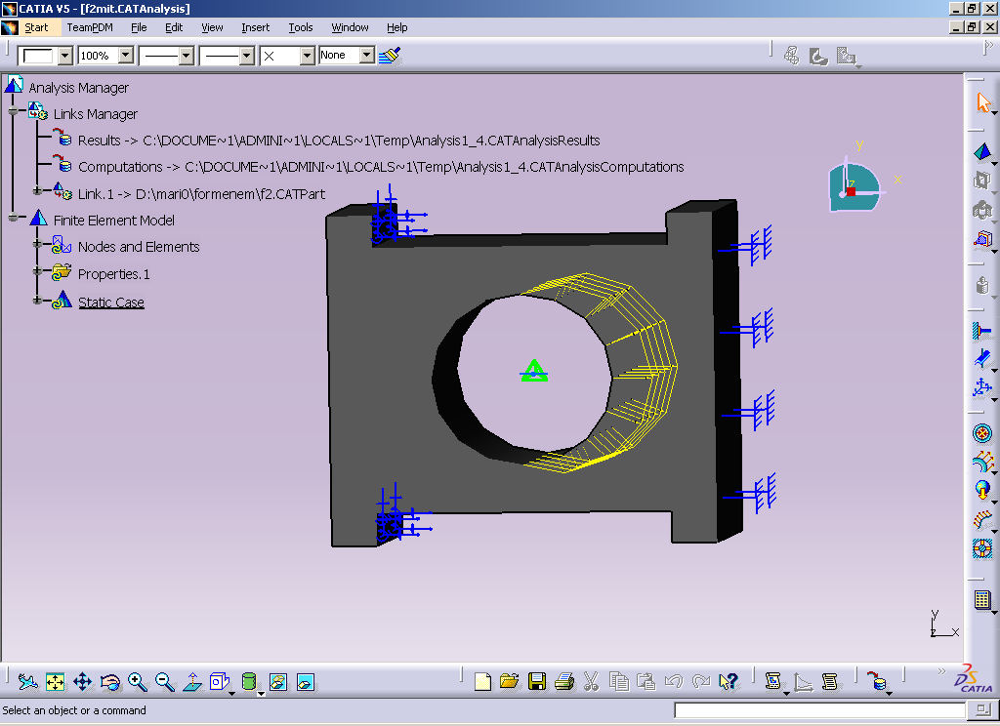 CATIA V5 - [f2mit.CATAnalysis]
Start TeamPDM File Edit View Insert Tools Window Help
100% None
Analysis Manager
Links Manager
Results -> C:\DOCUME~1\ADMINI~1\LOCALS~1\Temp\Analysis1_4.CATAnalysisResults
Computations -> C:\DOCUME~1\ADMINI~1\LOCALS~1\Temp\Analysis1_4.CATAnalysisComputations
Link.1 -> D:\mari0\formenem\f2.CATPart
Finite Element Model
Nodes and Elements
Properties.1
Static Case
y
x
z
y
z x
CATIA
Select an object or a command